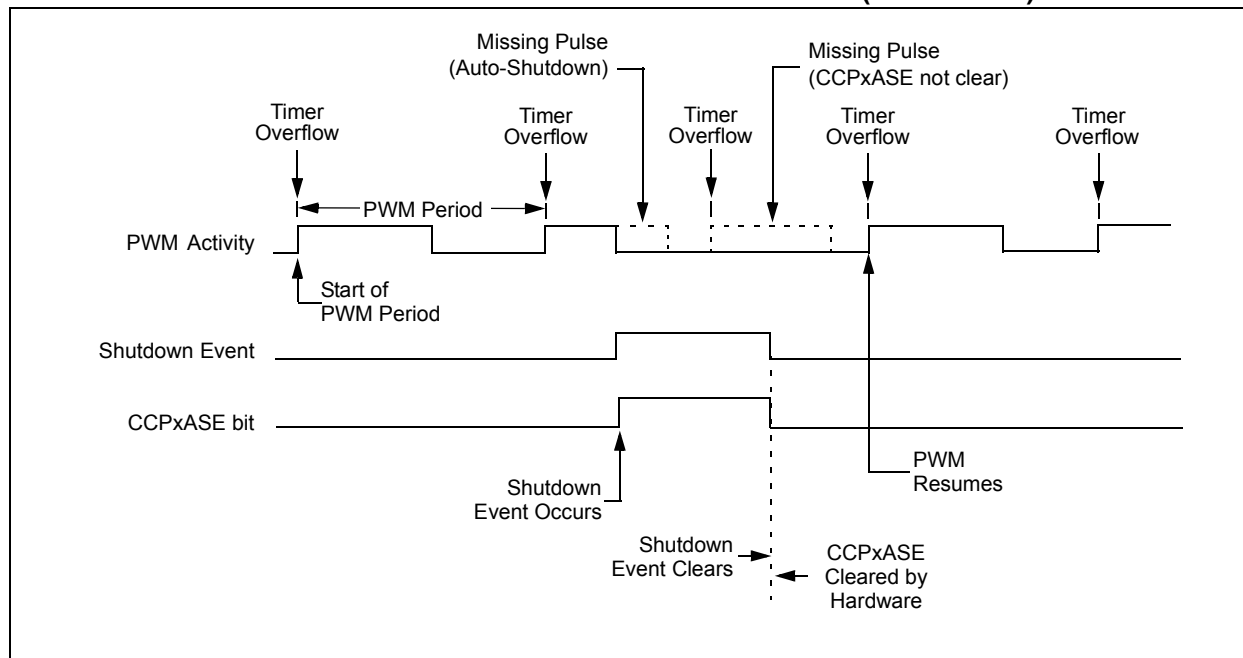 Missing Pulse
(Auto-Shutdown)
Missing Pulse
(CCPxASE not clear)
Timer
Overflow
Timer
Overflow
Timer
Overflow
Timer
Overflow
Timer
Overflow
PWM Period
PWM Activity
Start of
PWM Period
Shutdown Event
CCPxASE bit
Shutdown
Event Occurs
PWM
Resumes
Shutdown
Event Clears
CCPxASE
Cleared by
Hardware